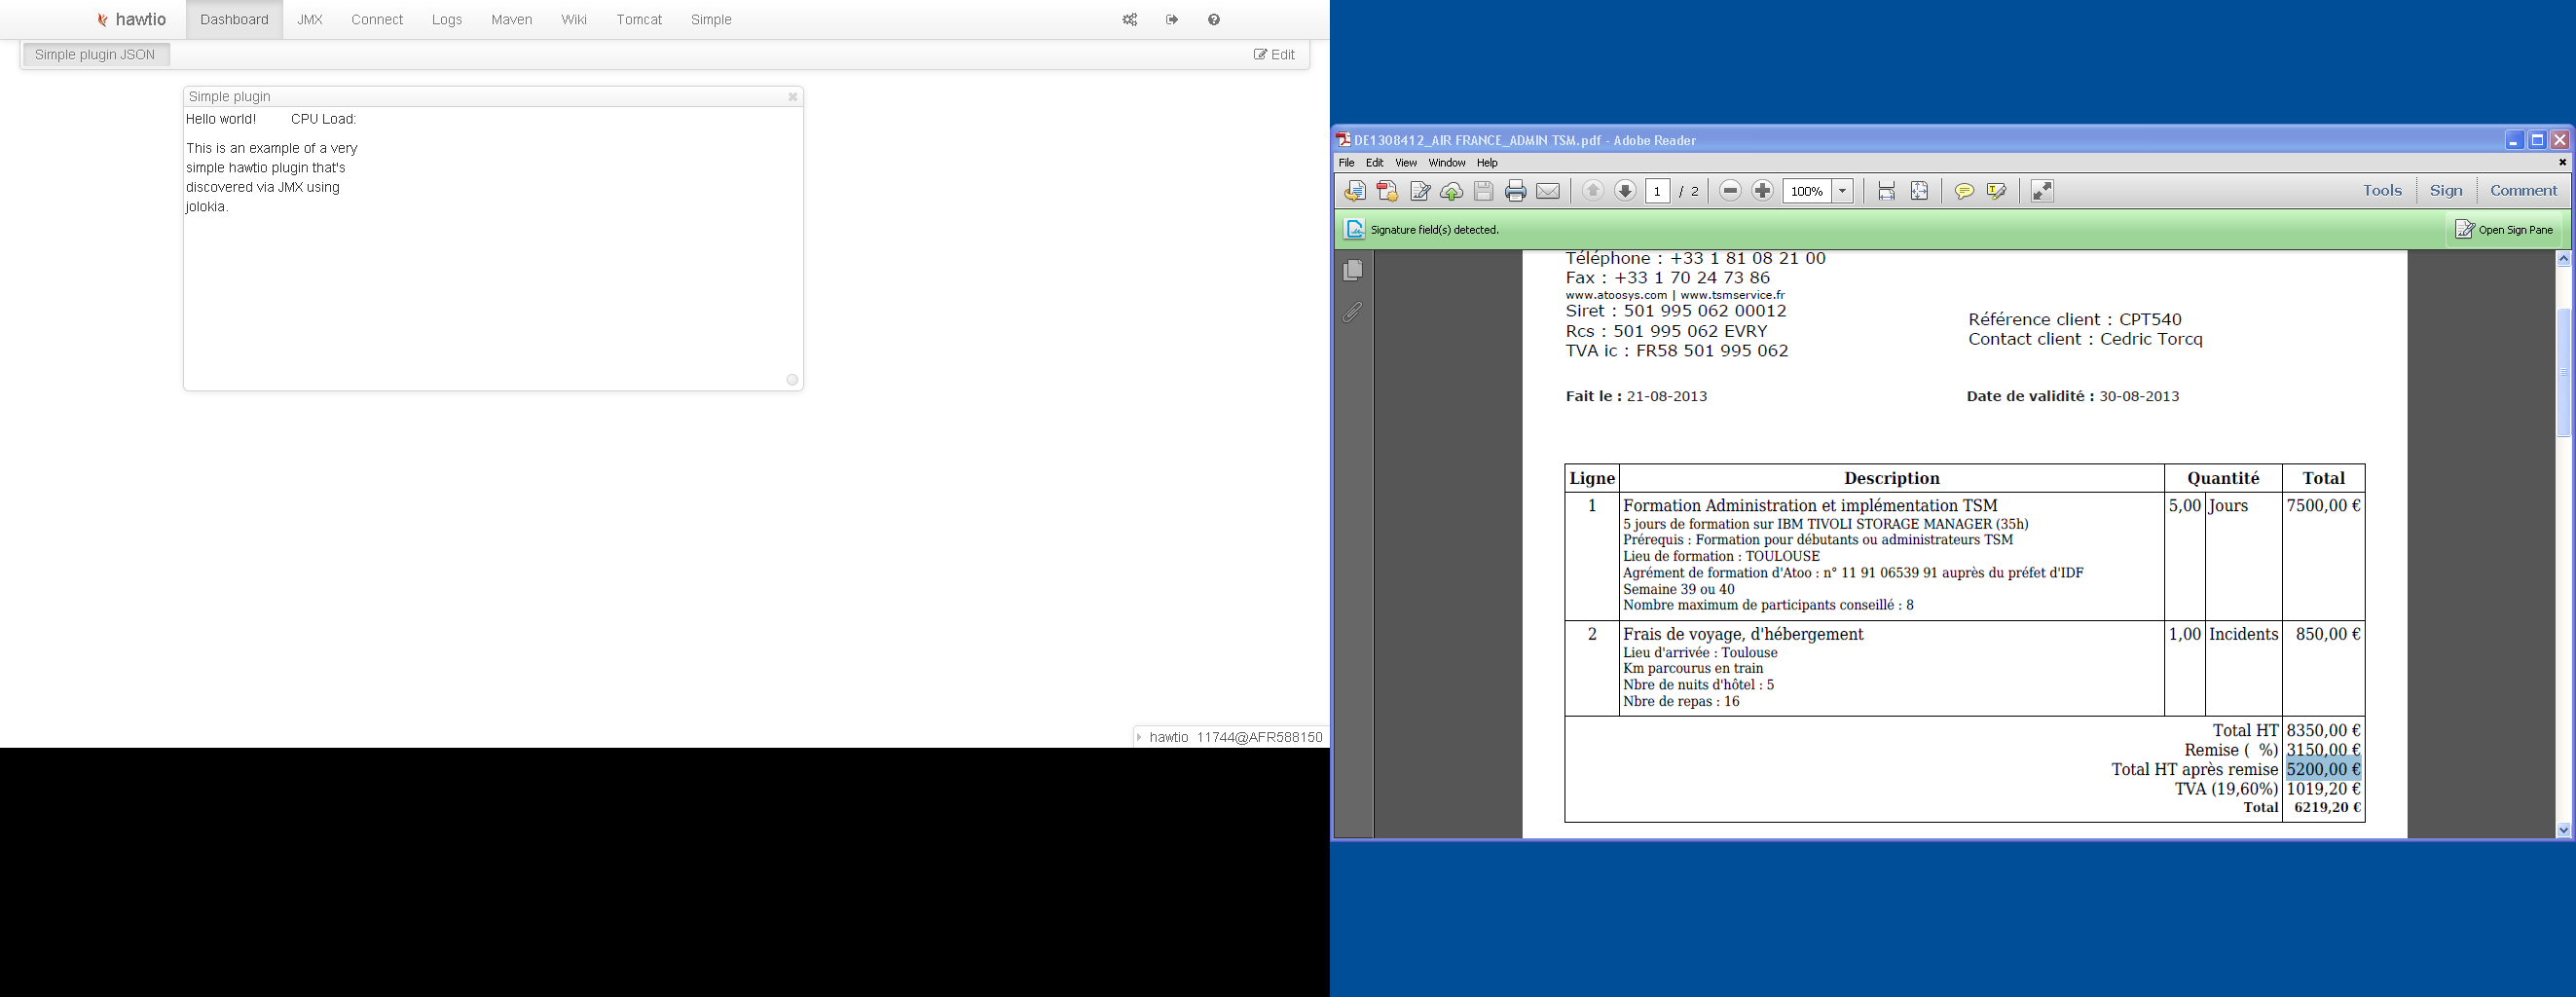 hawtio Dashboard JMX Connect Logs Maven Wiki Tomcat Simple
Simple plugin JSON Edit
Simple plugin
Hello world! CPU Load:
This is an example of a very
simple hawtio plugin that's
discovered via JMX using
jolokia.
hawtio 11744@AFR588150
DE1308412_AIR FRANCE_ADMIN TSM.pdf - Adobe Reader
File Edit View Window Help
1 / 2 100% Tools Sign Comment
Signature field(s) detected. Open Sign Pane
Téléphone : +33 1 81 08 21 00
Fax : +33 1 70 24 73 86
www.atoosys.com | www.tsmservice.fr
Siret : 501 995 062 00012
Rcs : 501 995 062 EVRY
TVA ic : FR58 501 995 062
Référence client : CPT540
Contact client : Cedric Torcq
Fait le : 21-08-2013 Date de validité : 30-08-2013
Ligne Description Quantité Total
1 Formation Administration et implémentation TSM 5,00 Jours 7500,00 €
5 jours de formation sur IBM TIVOLI STORAGE MANAGER (35h)
Prérequis : Formation pour débutants ou administrateurs TSM
Lieu de formation : TOULOUSE
Agrément de formation d'Atoo : n° 11 91 06539 91 auprès du préfet d'IDF
Semaine 39 ou 40
Nombre maximum de participants conseillé : 8
2 Frais de voyage, d'hébergement 1,00 Incidents 850,00 €
Lieu d'arrivée : Toulouse
Km parcourus en train
Nbre de nuits d'hôtel : 5
Nbre de repas : 16
Total HT 8350,00 €
Remise ( %) 3150,00 €
Total HT après remise 5200,00 €
TVA (19,60%) 1019,20 €
Total 6219,20 €